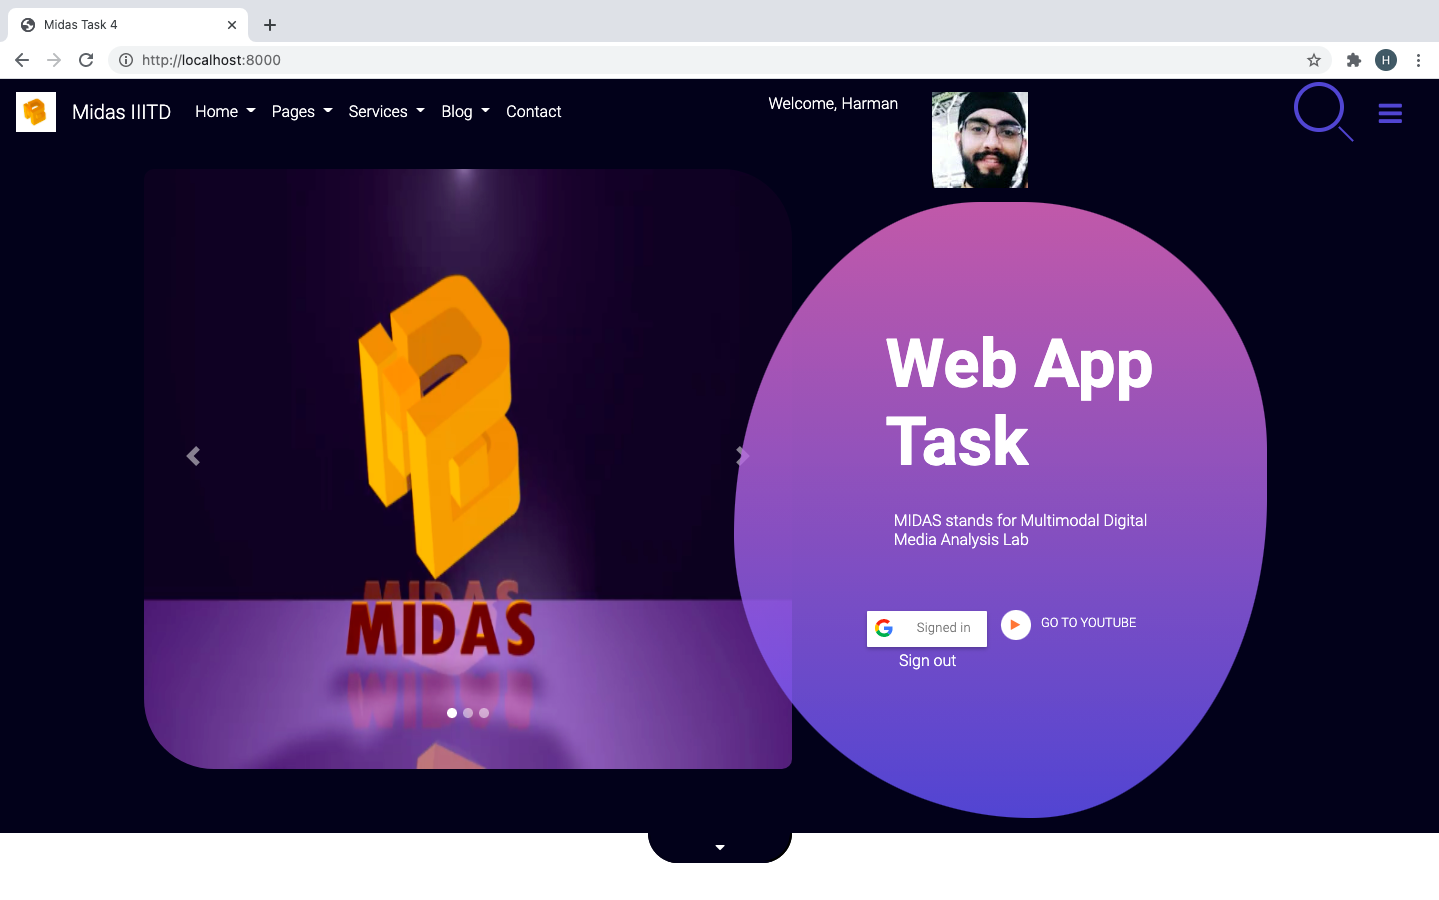 Midas Task 4
http://localhost:8000
H
Midas IIITD
Home
Pages
Services
Blog
Contact
Welcome, Harman
MIDAS
Web App
Task
MIDAS stands for Multimodal Digital
Media Analysis Lab
G
Signed in
GO TO YOUTUBE
Sign out